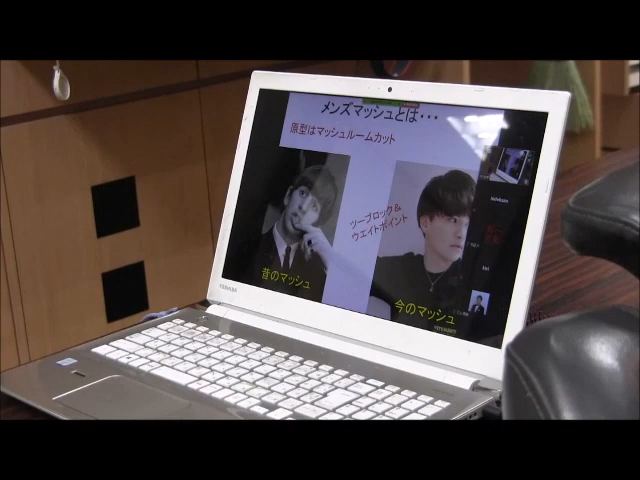 メンズマッシュとは・・・
原型はマッシュルームカット
ツーブロック＆
ウエイトポイント
昔のマッシュ
今のマッシュ
TOSHIBA